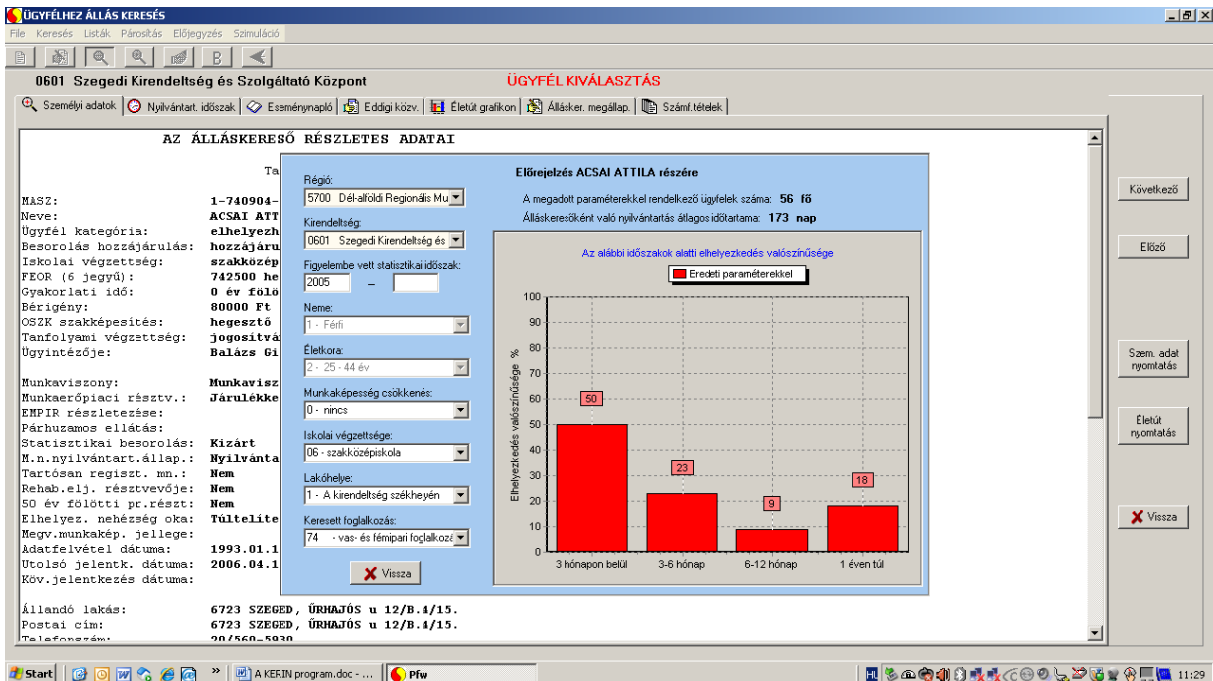 ÜGYFÉLHEZ ÁLLÁS KERESÉS
File Keresés Listák Párosítás Előjegyzés Szimuláció
0601 Szegedi Kirendeltség és Szolgáltató Központ
ÜGYFÉL KIVÁLASZTÁS
Személyi adatok Nyilvántart. időszak Eseménynapló Eddigi közv. Életút grafikon Állásker. megállap. Számf.tételek
AZ ÁLLÁSKERESŐ RÉSZLETES ADATAI
Ta
MASZ: 1-740904-
Neve: ACSAI ATT
Ügyfél kategória: elhelyezh
Besorolás hozzájárulás: hozzájáru
Iskolai végzettség: szakközép
FEOR (6 jegyű): 742500 he
Gyakorlati idő: 0 év fölö
Bérigény: 80000 Ft
OSZK szakképesítés: hegesztő
Tanfolyami végzettség: jogosítvá
Ügyintézője: Balázs Gi
Munkaviszony: Munkavisz
Munkaerőpiaci résztv.: Járulékke
EMPIR részletezése:
Párhuzamos ellátás:
Statisztikai besorolás: Kizárt
M.n.nyilvántart.állap.: Nyilvánta
Tartósan regiszt. mn.: Nem
Rehab.elj. résztvevője: Nem
50 év fölötti pr.részt: Nem
Elhelyez. nehézség oka: Túltelíte
Megv.munkakép. jellege:
Adatfelvétel dátuma: 1993.01.1
Utolsó jelentk. dátuma: 2006.04.1
Köv.jelentkezés dátuma:
Állandó lakás: 6723 SZEGED, ŰRHAJÓS u 12/B.4/15.
Postai cím: 6723 SZEGED, ŰRHAJÓS u 12/B.4/15.
Telefonszám: 20/560-5930
Régió:
5700 Dél-alföldi Regionális Mu
Kirendeltség:
0601 Szegedi Kirendeltség és
Figyelembe vett statisztikai időszak:
2005 –
Neme:
1 - Férfi
Életkora:
2 - 25 - 44 év
Munkaképesség csökkenés:
0 - nincs
Iskolai végzettsége:
06 - szakközépiskola
Lakóhelye:
1 - A kirendeltség székheyén
Keresett foglalkozás:
74 - vas- és fémipari foglalkozá
Vissza
Előrejelzés ACSAI ATTILA részére
A megadott paraméterekkel rendelkező ügyfelek száma: 56 fő
Álláskeresőként való nyilvántartás átlagos időtartama: 173 nap
Az alábbi időszakok alatti elhelyezkedés valószínűsége
Eredeti paraméterekkel
Elhelyezkedés valószínűsége %
100
90
80
70
60
50
40
30
20
10
0
50
23
9
18
3 hónapon belül 3-6 hónap 6-12 hónap 1 éven túl
Következő
Előző
Szem. adat
nyomtatás
Életút
nyomtatás
Vissza
Start
A KEFIN program.doc - ...
Pfw
HU
11:29